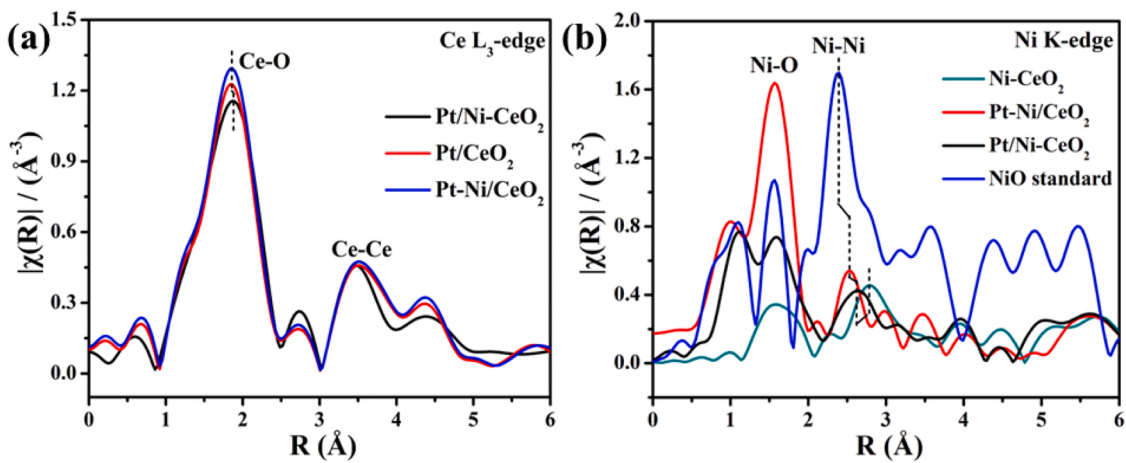 (a)
Ce L3-edge
Ce-O
Pt/Ni-CeO2
Pt/CeO2
Pt-Ni/CeO2
Ce-Ce
|χ(R)| / (Å-3)
1.5
1.2
0.9
0.6
0.3
0.0
0 1 2 3 4 5 6
R (Å)
(b)
Ni K-edge
Ni-Ni
Ni-O
Ni-CeO2
Pt-Ni/CeO2
Pt/Ni-CeO2
NiO standard
|χ(R)| / (Å-3)
2.0
1.6
1.2
0.8
0.4
0.0
0 1 2 3 4 5 6
R (Å)